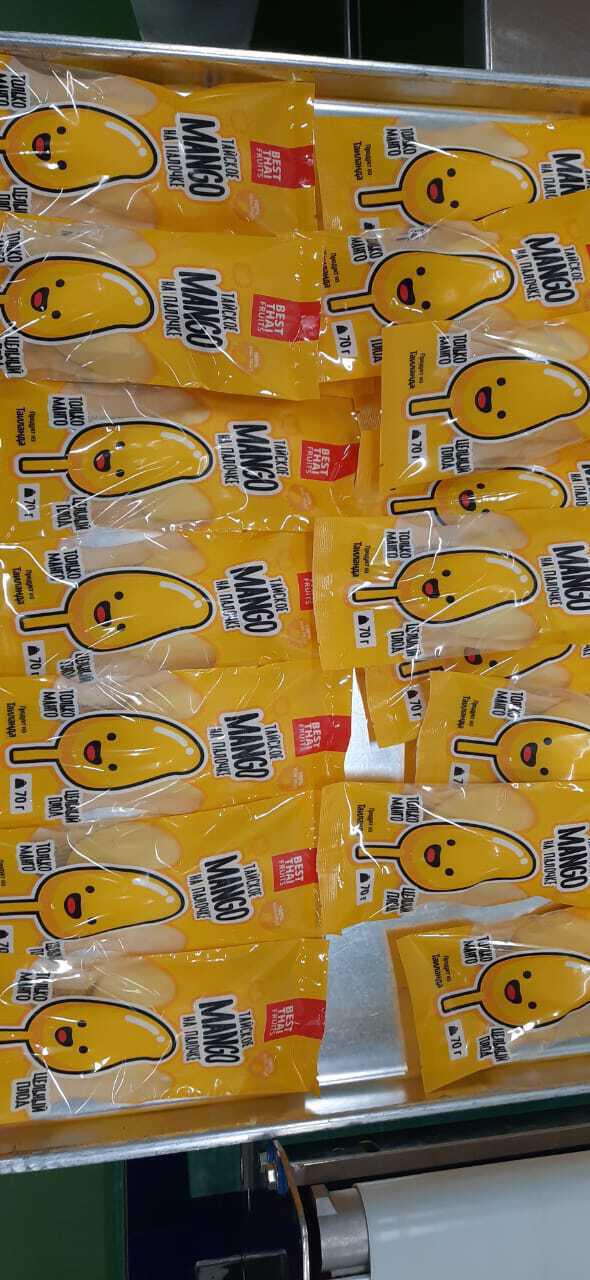 BEST
THAI
FRUITS
ТАЙСКОЕ
MANGO
НА ПАЛОЧКЕ
ТОЛЬКО
МАНГО
ЦЕЛЬНЫЙ
ПЛОД
Продукт из
Таиланда
70 г